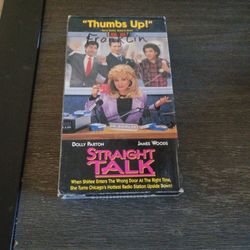 "Thumbs Up!"
Franklin
DOLLY PARTON JAMES WOODS
STRAIGHT
TALK
When Shirlee Enters The Wrong Door At The Right Time,
She Turns Chicago's Hottest Radio Station Upside Down!